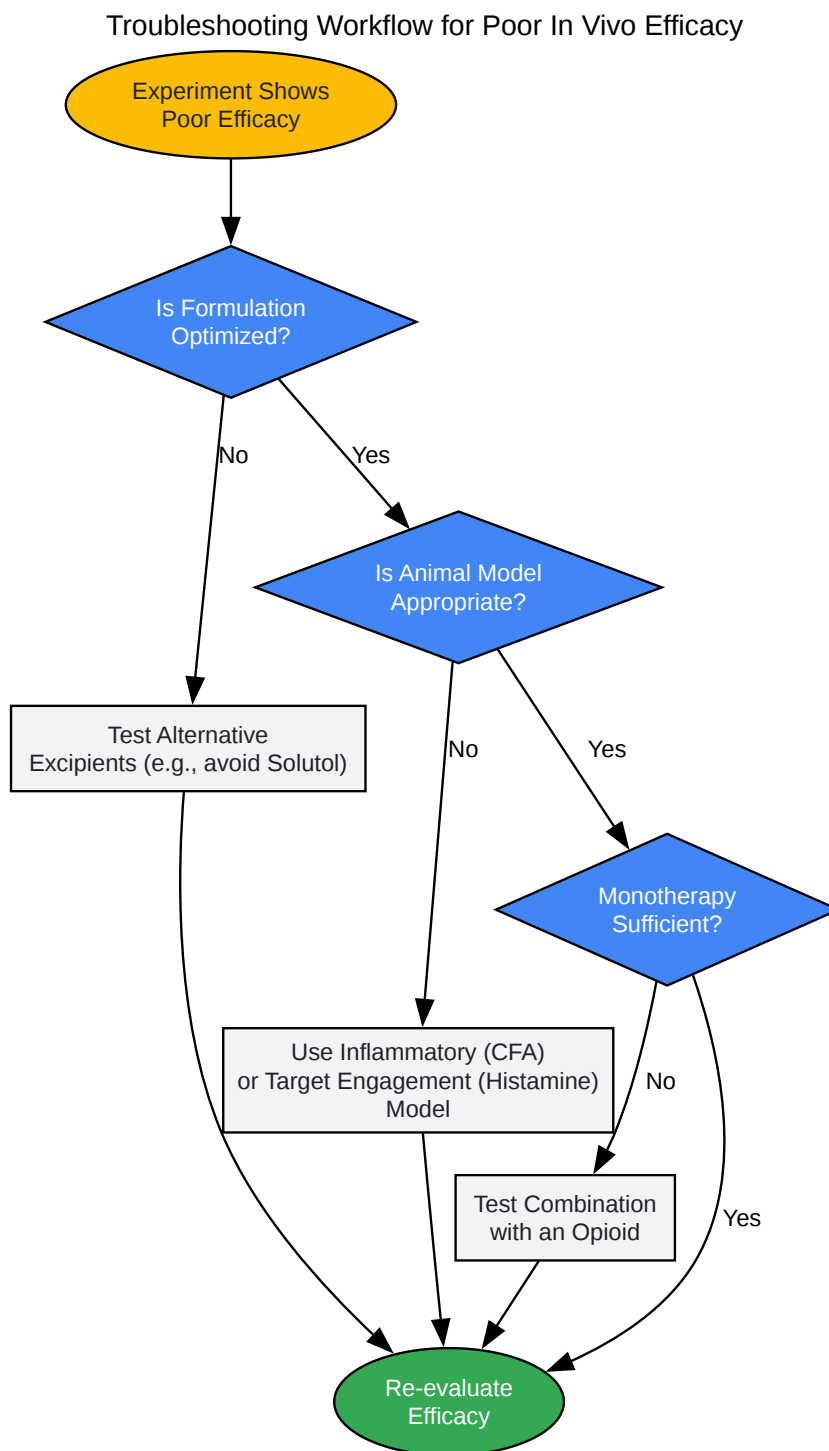 Troubleshooting Workflow for Poor In Vivo Efficacy
Experiment Shows
Poor Efficacy
Is Formulation
Optimized?
No
Yes
Is Animal Model
Appropriate?
Test Alternative
Excipients (e.g., avoid Solutol)
No
Yes
Monotherapy
Sufficient?
Use Inflammatory (CFA)
or Target Engagement (Histamine)
Model
No
Test Combination
with an Opioid
Yes
Re-evaluate
Efficacy